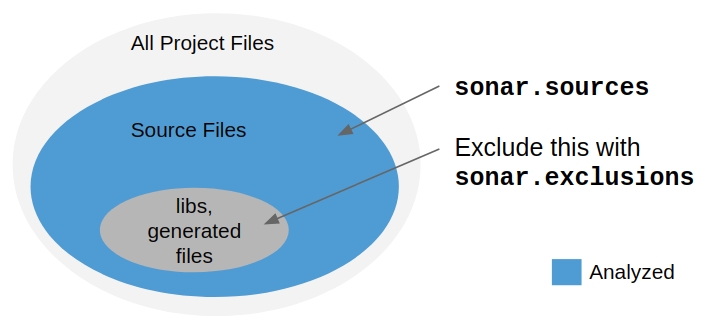 All Project Files
sonar.sources
Source Files
Exclude this with
sonar.exclusions
libs,
generated
files
Analyzed